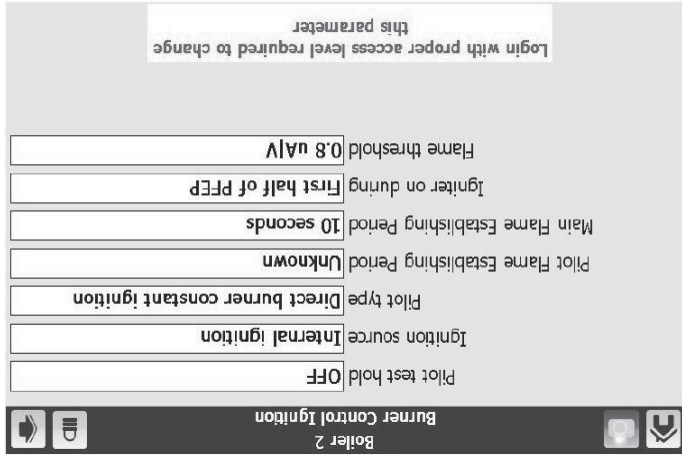 Boiler 2
Burner Control Ignition
Pilot test hold OFF
Ignition source Internal ignition
Pilot type Direct burner constant ignition
Pilot Flame Establishing Period Unknown
Main Flame Establishing Period 10 seconds
Igniter on during First half of PFEP
Flame threshold 0.8 uA|V
Login with proper access level required to change
this parameter